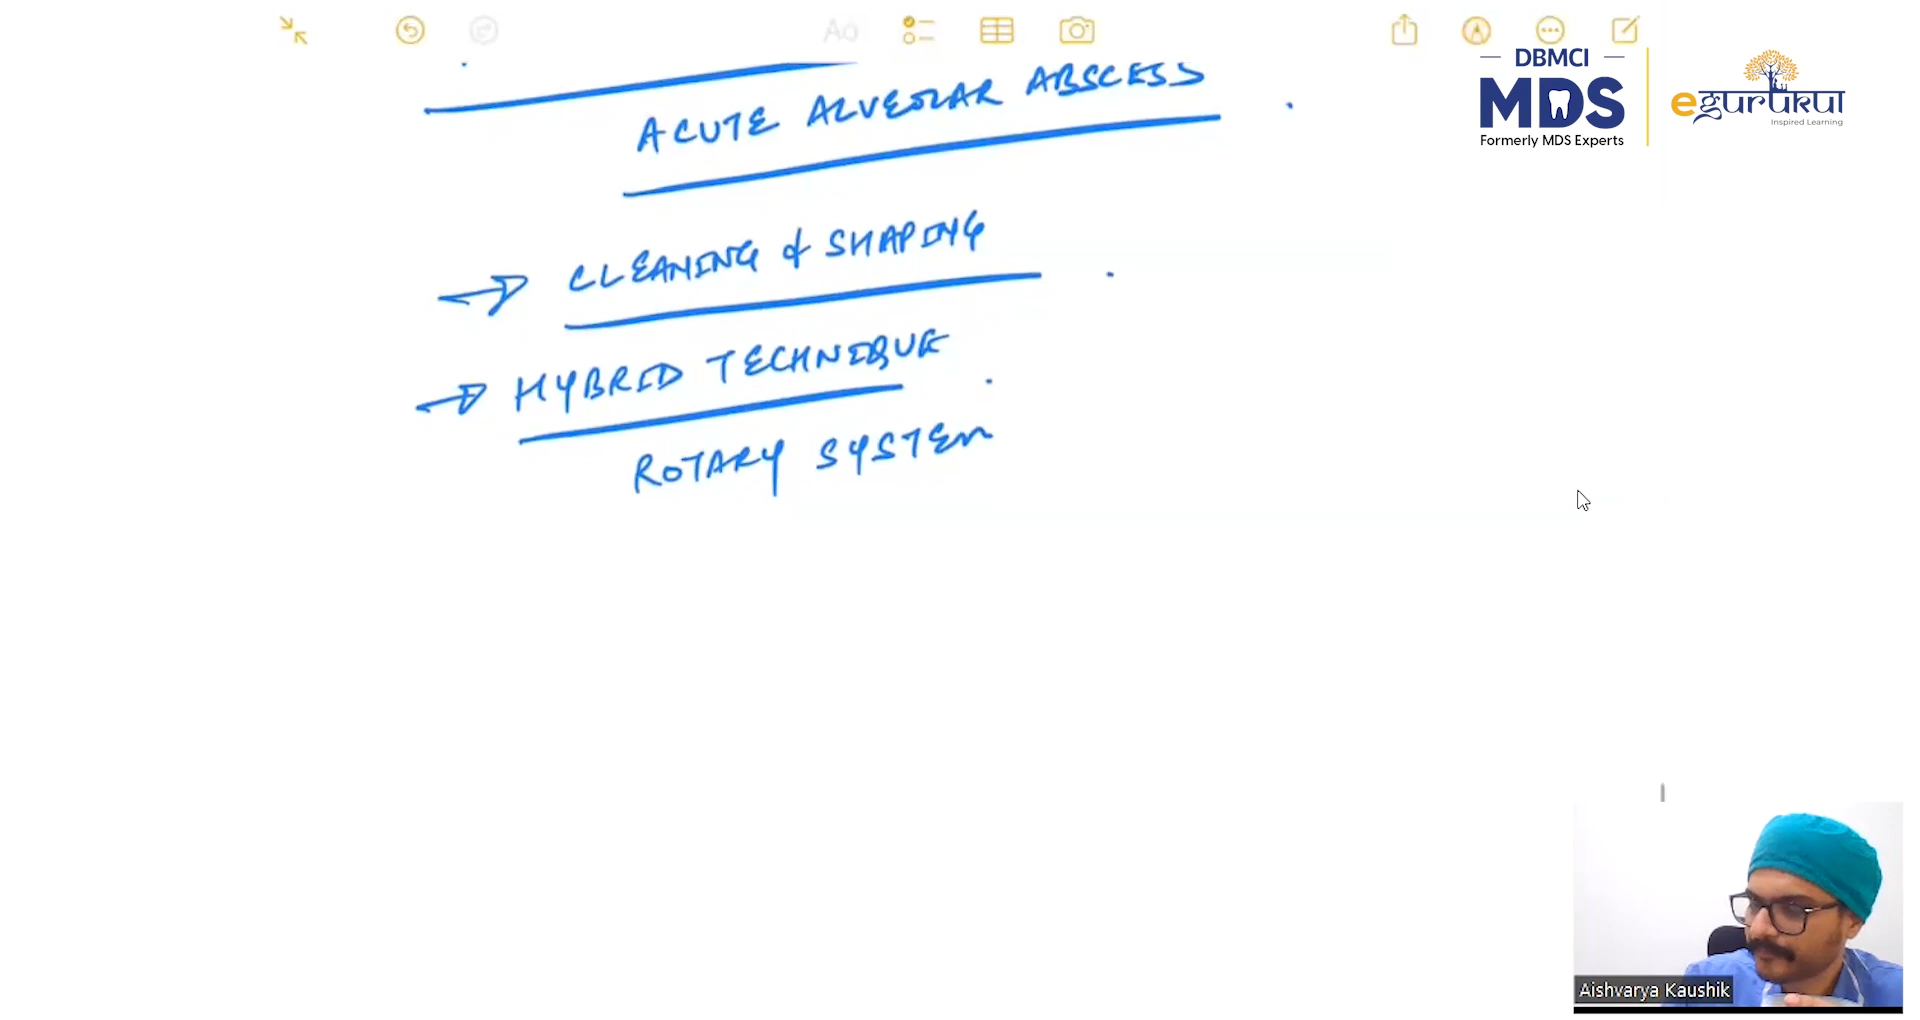 Aa
DBMCI
MDS
Formerly MDS Experts
egurukul
Inspired Learning
ACUTE ALVEOLAR ABSCESS
CLEANING & SHAPING
HYBRID TECHNIQUE
ROTARY SYSTEM
Aishvarya Kaushik